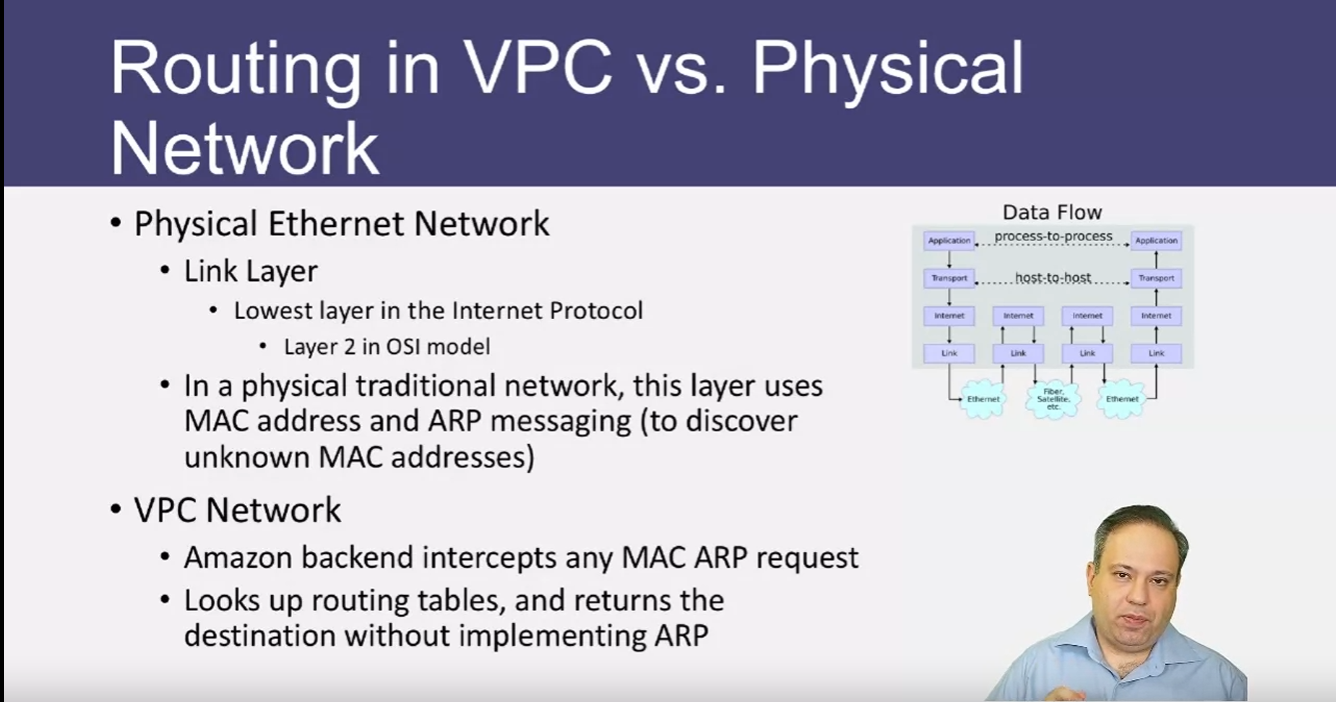 Routing in VPC vs. Physical
Network
• Physical Ethernet Network
• Link Layer
• Lowest layer in the Internet Protocol
• Layer 2 in OSI model
• In a physical traditional network, this layer uses
MAC address and ARP messaging (to discover
unknown MAC addresses)
• VPC Network
• Amazon backend intercepts any MAC ARP request
• Looks up routing tables, and returns the
destination without implementing ARP
Data Flow
Application process-to-process Application
Transport host-to-host Transport
Internet Internet Internet Internet
Link Link Link Link
Ethernet Fiber, Satellite, etc. Ethernet